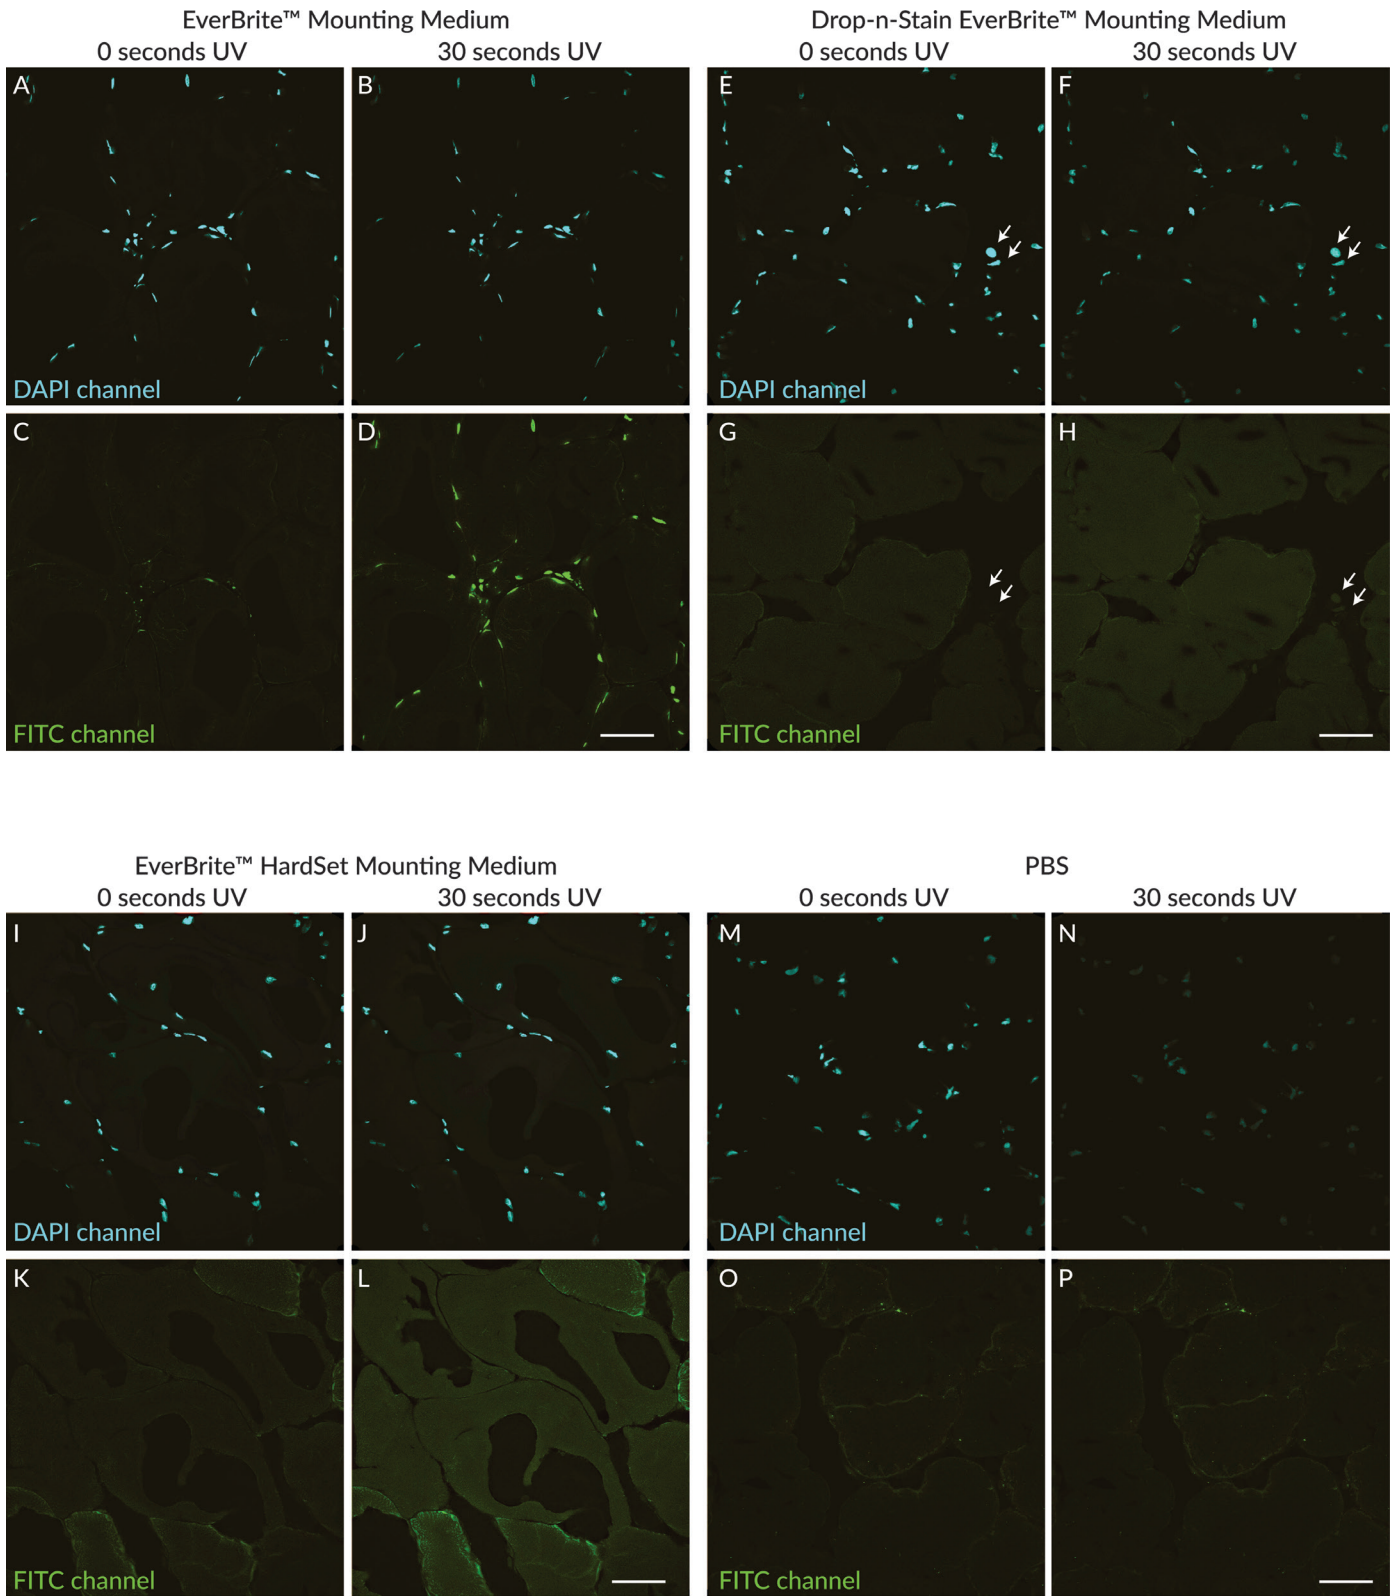 EverBrite™ Mounting Medium
0 seconds UV 30 seconds UV
Drop-n-Stain EverBrite™ Mounting Medium
0 seconds UV 30 seconds UV
A B E F
DAPI channel DAPI channel
C D G H
FITC channel FITC channel
EverBrite™ HardSet Mounting Medium
0 seconds UV 30 seconds UV
PBS
0 seconds UV 30 seconds UV
I J M N
DAPI channel DAPI channel
K L O P
FITC channel FITC channel